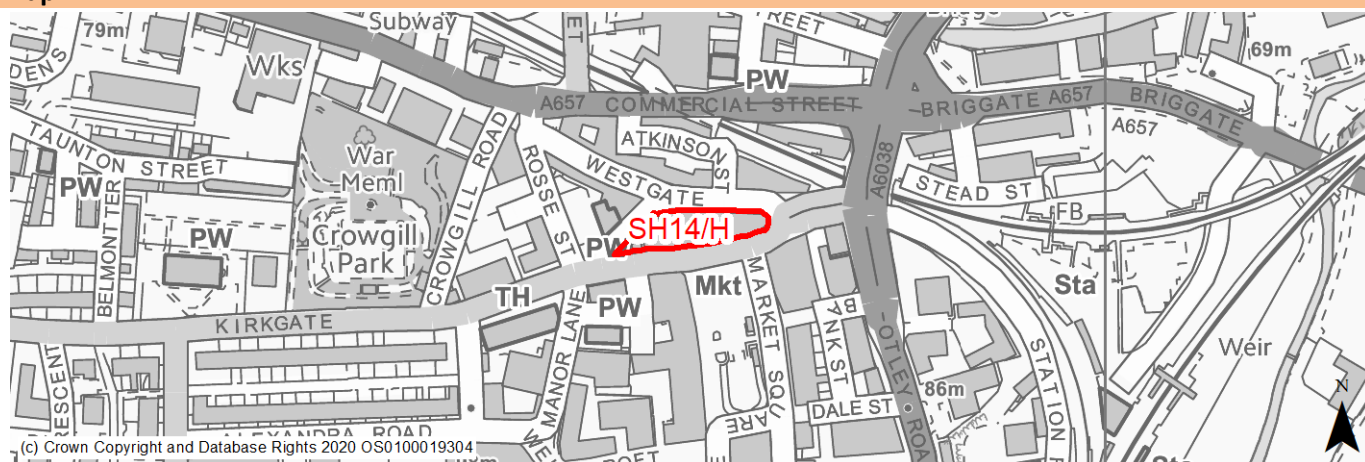 79m
Subway
Wks
TAUNTON STREET
War
Meml
Crowgill
Park
PW
PW
BELMONT TER
CROWGILL ROAD
KIRKGATE
ROSSE ST
A657 COMMERCIAL STREET
PW
ATKINSON ST
WESTGATE
SH14/H
PW
TH
MANOR LANE
PW
Mkt
MARKET SQUARE
BANK ST
DALE ST
A6038
OTLEY ROAD
BRIGGATE A657
BRIGGATE
A657
69m
STEAD ST
FB
Sta
Weir
86m
STATION
N
ALEXANDRA ROAD
(c) Crown Copyright and Database Rights 2020 OS0100019304